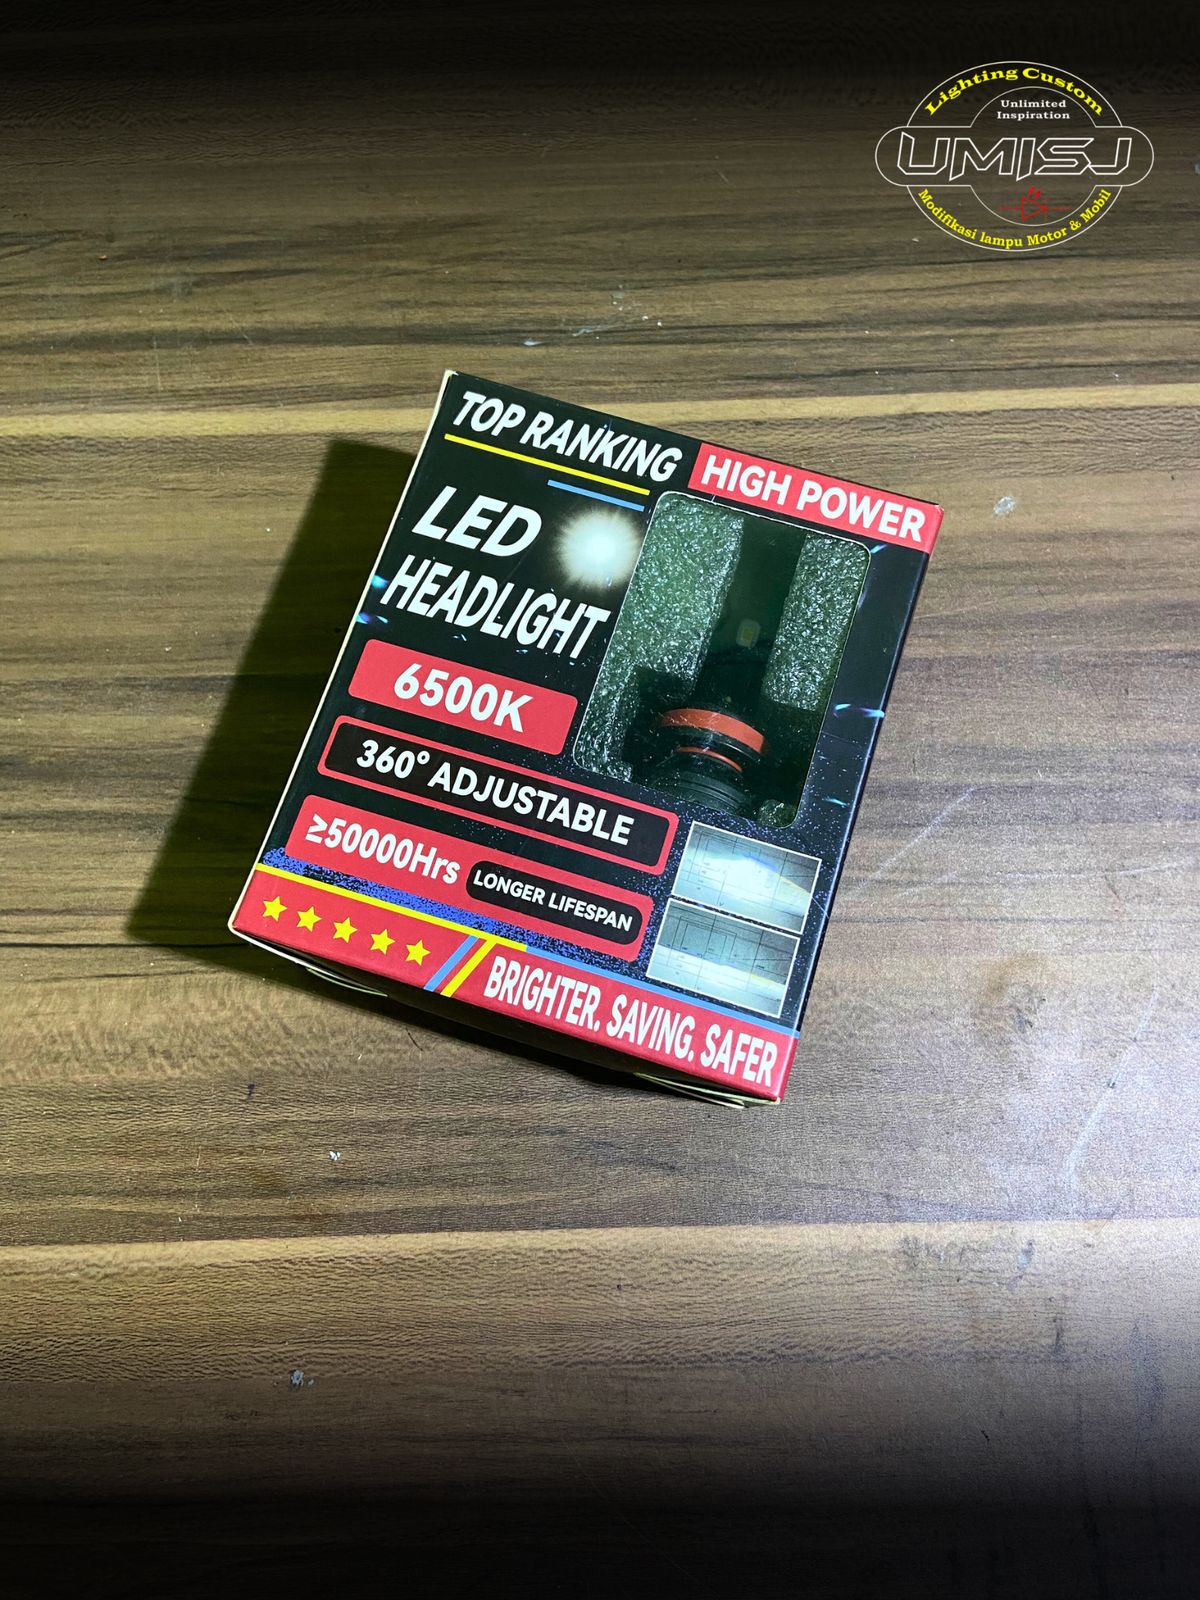 Lighting Custom
Unlimited
Inspiration
UMISJ
Modifikasi lampu Motor & Mobil
TOP RANKING
HIGH POWER
LED
HEADLIGHT
6500K
360° ADJUSTABLE
≥50000Hrs
LONGER LIFESPAN
BRIGHTER. SAVING. SAFER